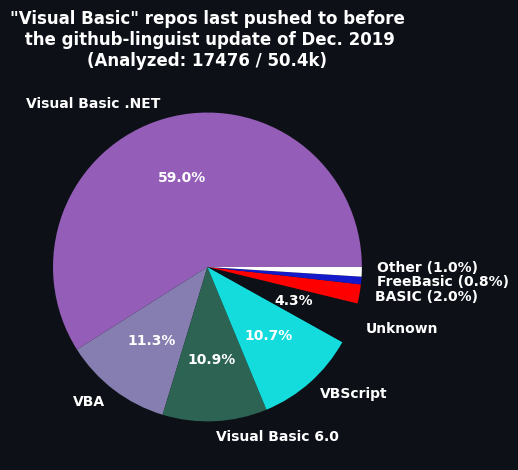 "Visual Basic" repos last pushed to before
the github-linguist update of Dec. 2019
(Analyzed: 17476 / 50.4k)
Visual Basic .NET
59.0%
Other (1.0%)
FreeBasic (0.8%)
BASIC (2.0%)
4.3%
Unknown
10.7%
11.3%
10.9%
VBScript
VBA
Visual Basic 6.0